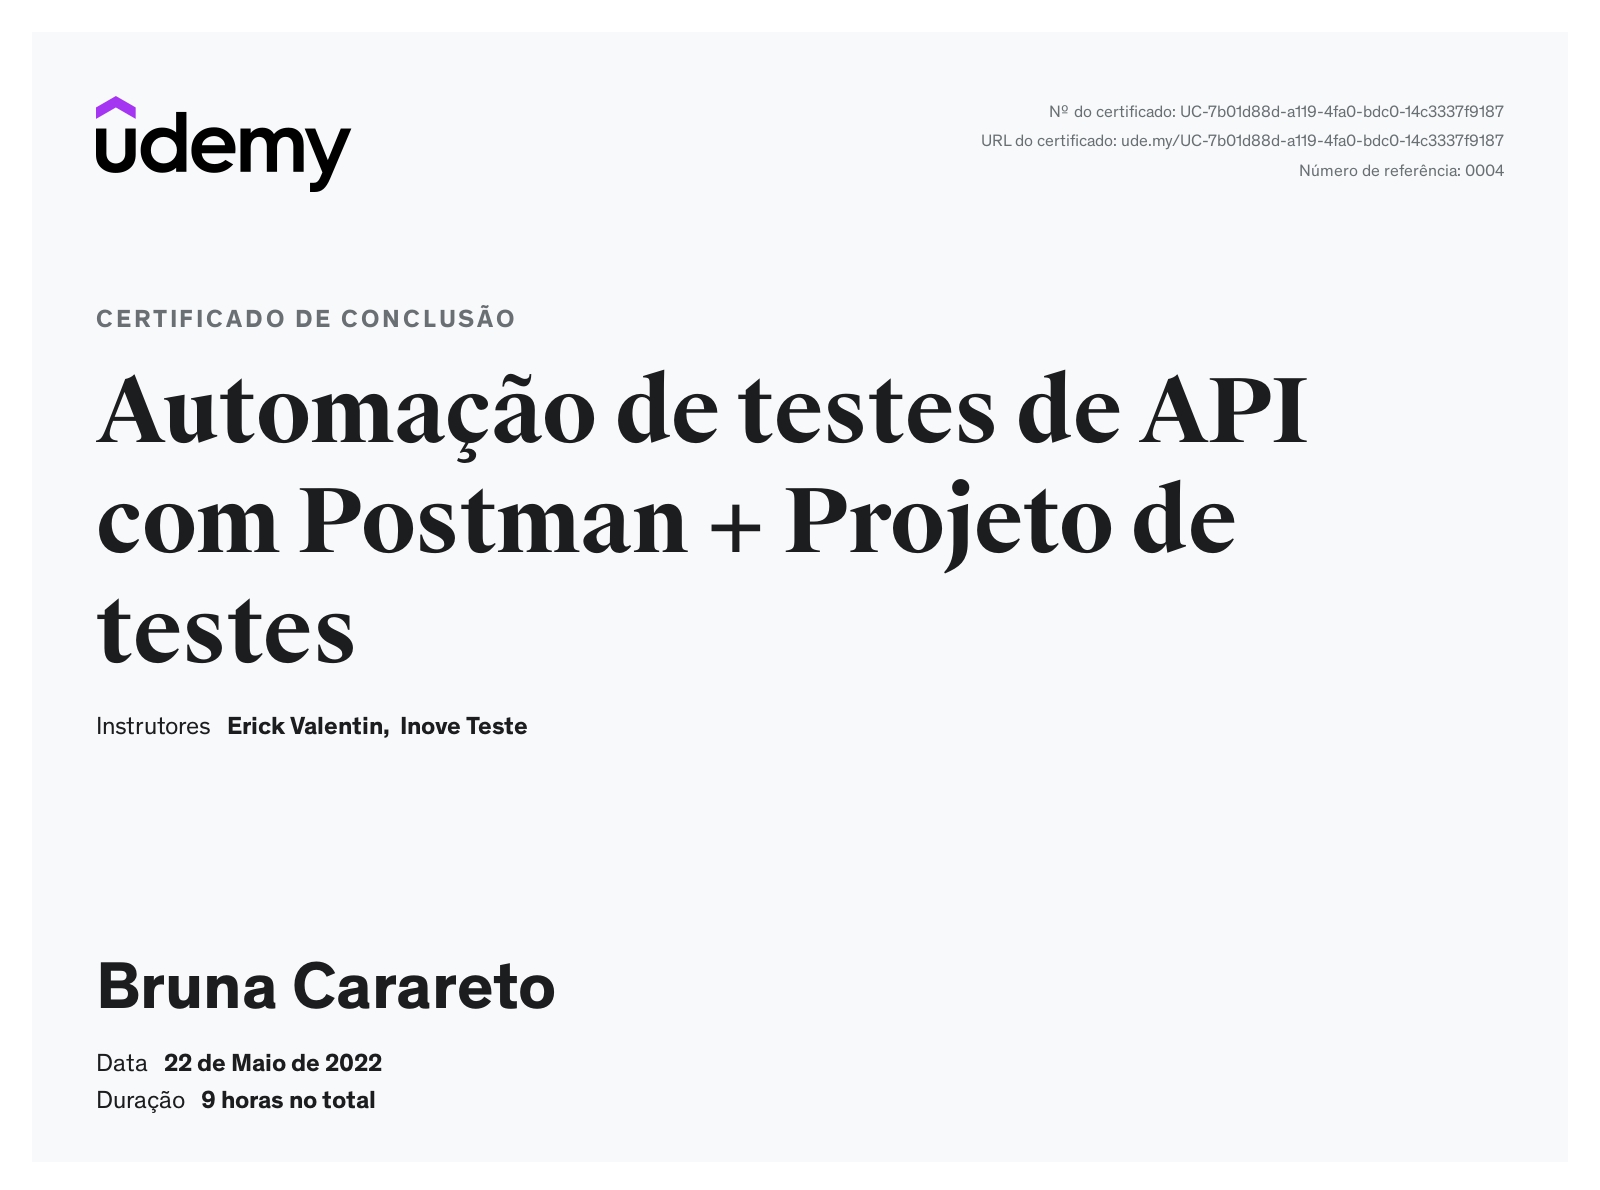 udemy
Nº do certificado: UC-7b01d88d-a119-4fa0-bdc0-14c3337f9187
URL do certificado: ude.my/UC-7b01d88d-a119-4fa0-bdc0-14c3337f9187
Número de referência: 0004
CERTIFICADO DE CONCLUSÃO
Automação de testes de API
com Postman + Projeto de
testes
Instrutores Erick Valentin, Inove Teste
Bruna Carareto
Data 22 de Maio de 2022
Duração 9 horas no total